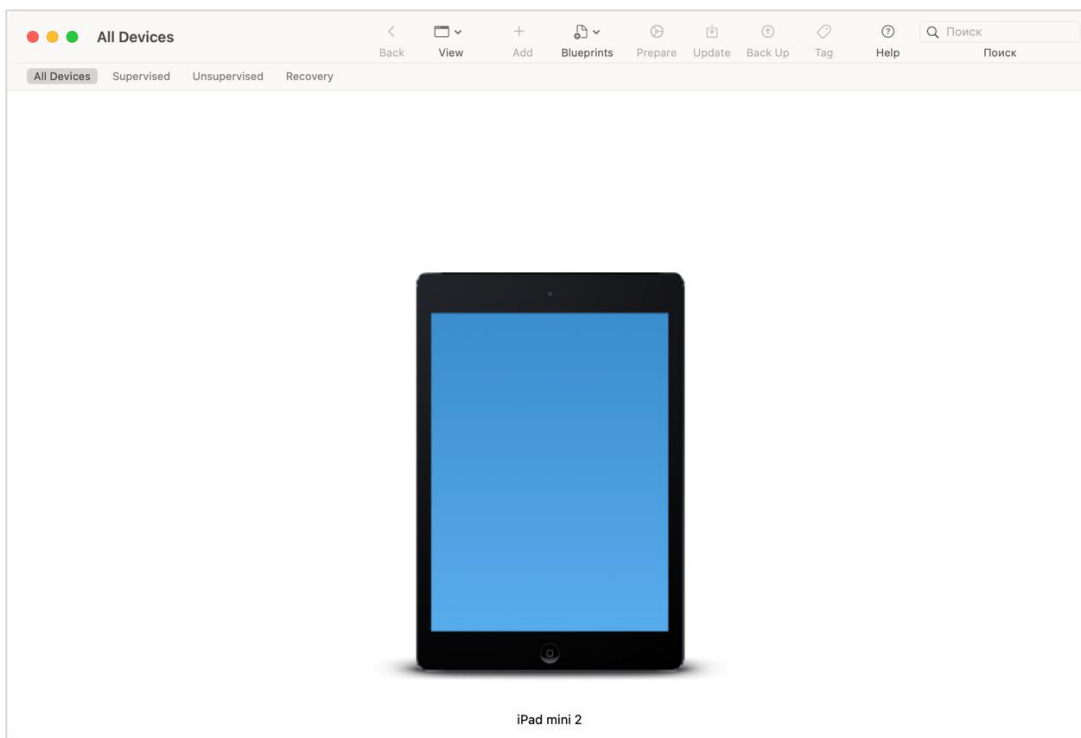 All Devices
Back View Add Blueprints Prepare Update Back Up Tag Help Поиск
Поиск
All Devices Supervised Unsupervised Recovery
iPad mini 2